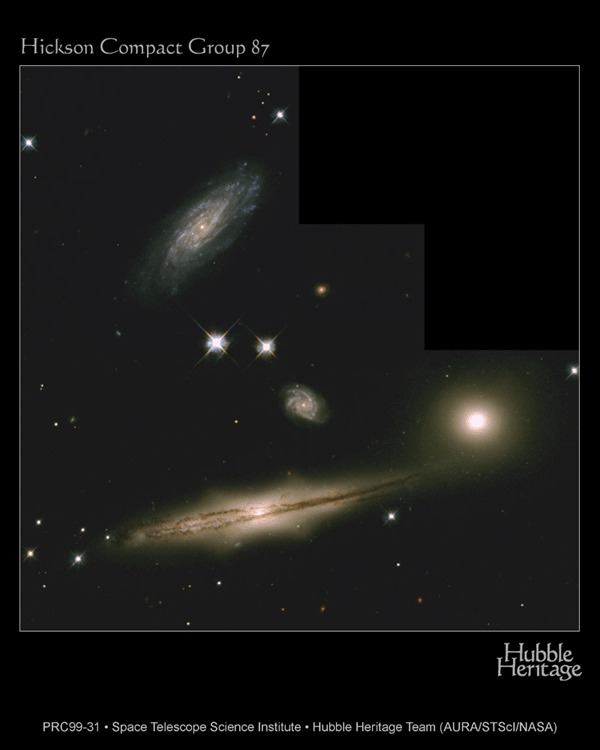 Hickson Compact Group 87
Hubble
Heritage
PRC99-31 • Space Telescope Science Institute • Hubble Heritage Team (AURA/STScI/NASA)